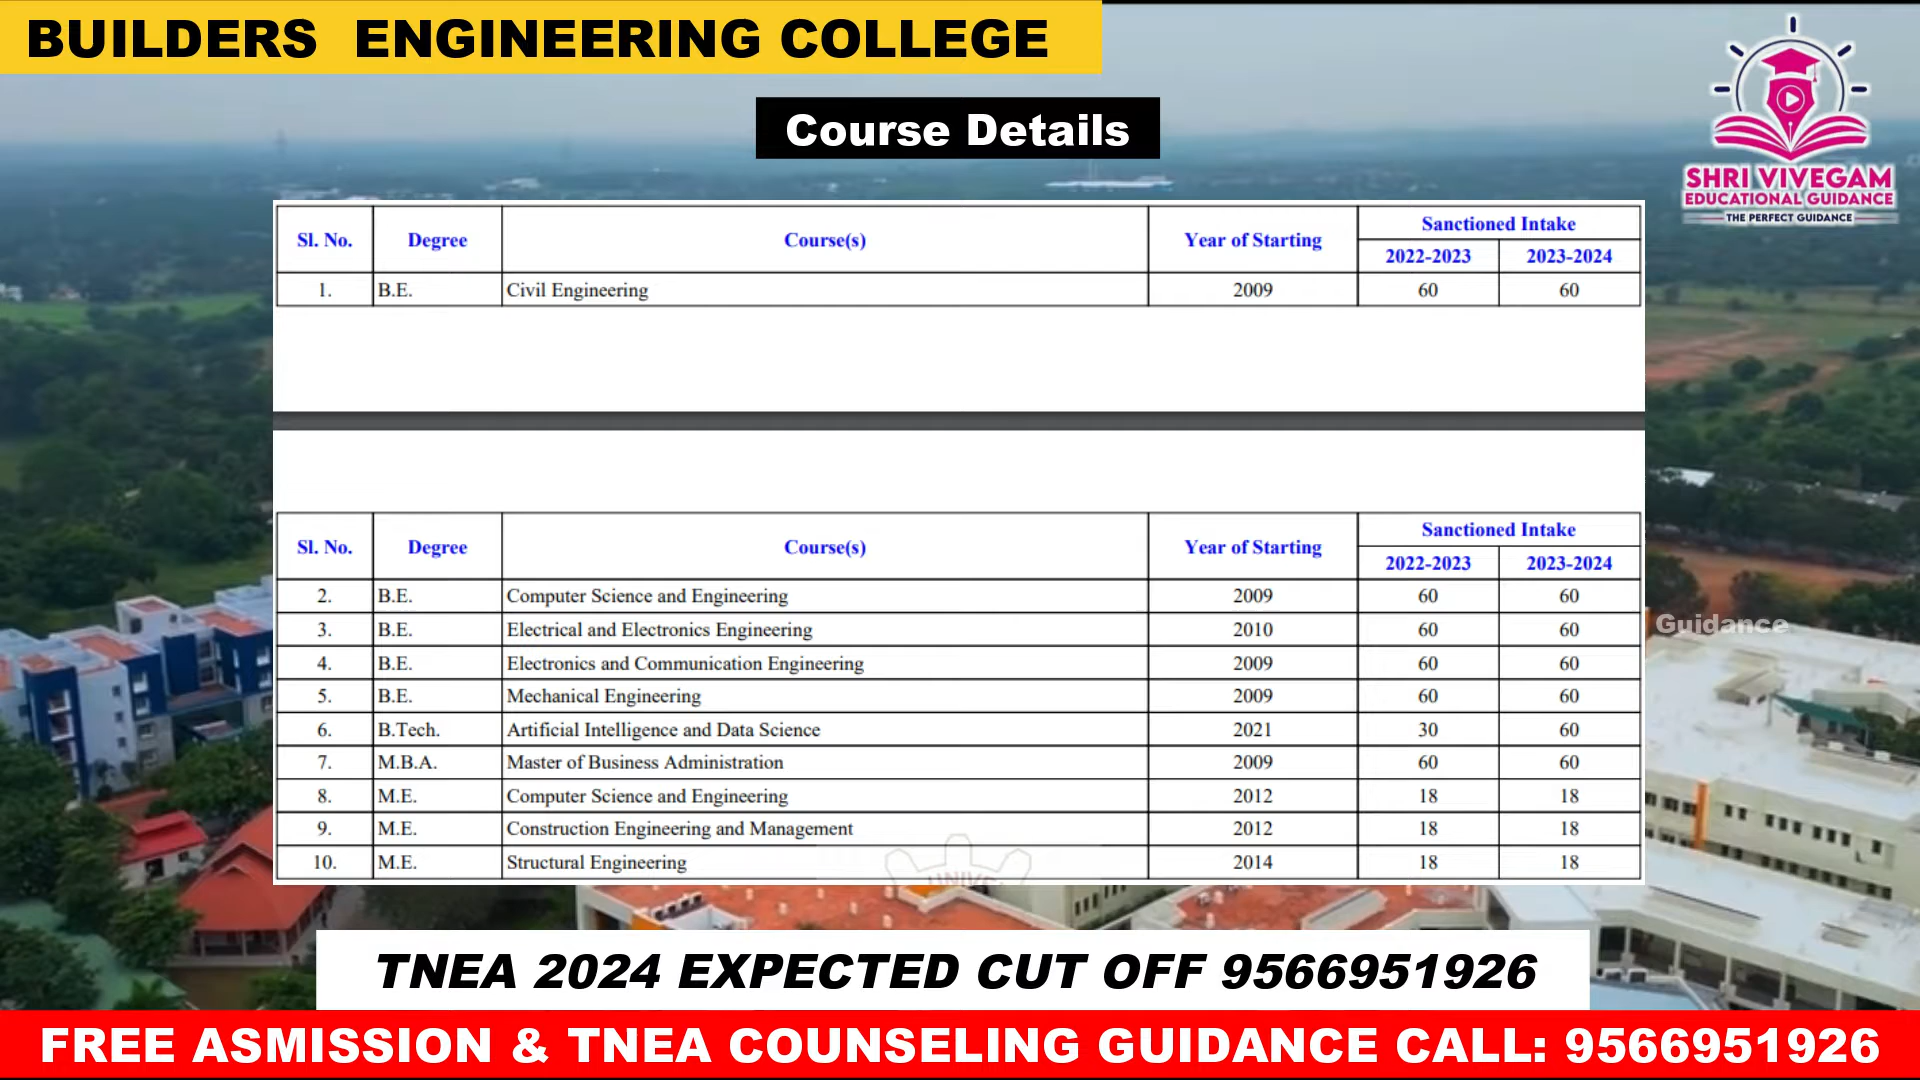 BUILDERS  ENGINEERING COLLEGE
Course Details
SHRI VIVEGAM
EDUCATIONAL GUIDANCE
THE PERFECT GUIDANCE
Sl. No. Degree Course(s) Year of Starting Sanctioned Intake
2022-2023 2023-2024
1. B.E. Civil Engineering 2009 60 60
Sl. No. Degree Course(s) Year of Starting Sanctioned Intake
2022-2023 2023-2024
2. B.E. Computer Science and Engineering 2009 60 60
3. B.E. Electrical and Electronics Engineering 2010 60 60
4. B.E. Electronics and Communication Engineering 2009 60 60
5. B.E. Mechanical Engineering 2009 60 60
6. B.Tech. Artificial Intelligence and Data Science 2021 30 60
7. M.B.A. Master of Business Administration 2009 60 60
8. M.E. Computer Science and Engineering 2012 18 18
9. M.E. Construction Engineering and Management 2012 18 18
10. M.E. Structural Engineering 2014 18 18
Guidance
TNEA 2024 EXPECTED CUT OFF 9566951926
FREE ASMISSION & TNEA COUNSELING GUIDANCE CALL: 9566951926